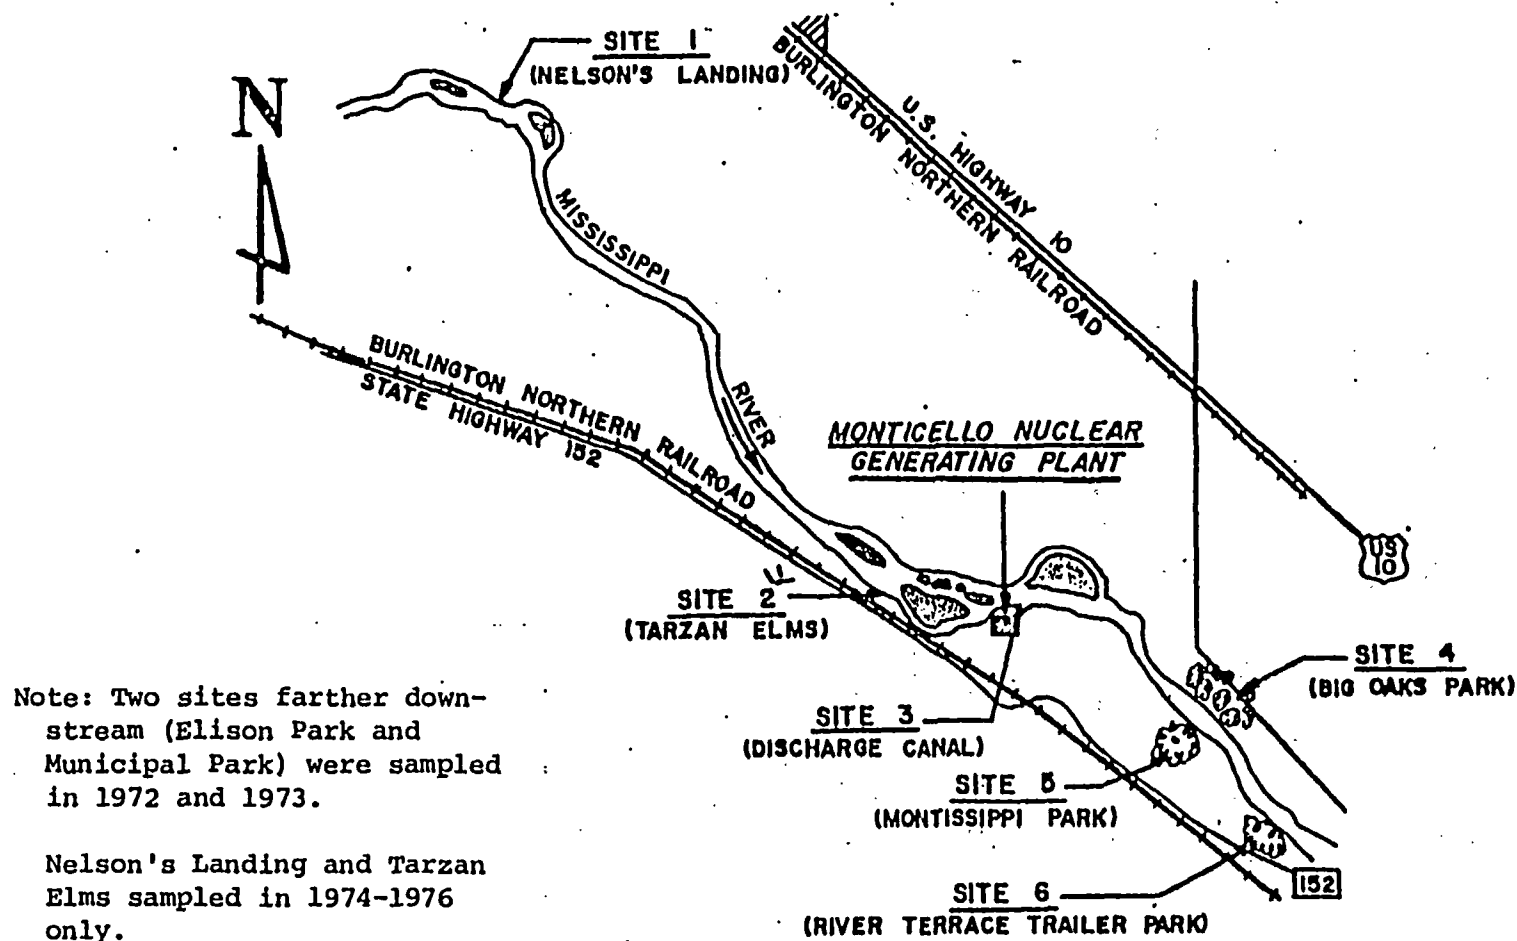 SITE 1
(NELSON'S LANDING)
N
BURLINGTON NORTHERN RAILROAD
U.S. HIGHWAY 10
MISSISSIPPI
RIVER
BURLINGTON NORTHERN RAILROAD
STATE HIGHWAY 152
MONTICELLO NUCLEAR
GENERATING PLANT
US
10
SITE 2
(TARZAN ELMS)
SITE 4
(BIG OAKS PARK)
SITE 3
(DISCHARGE CANAL)
SITE 5
(MONTISSIPPI PARK)
152
SITE 6
(RIVER TERRACE TRAILER PARK)
Note: Two sites farther down-
stream (Elison Park and
Municipal Park) were sampled
in 1972 and 1973.
Nelson's Landing and Tarzan
Elms sampled in 1974-1976
only.